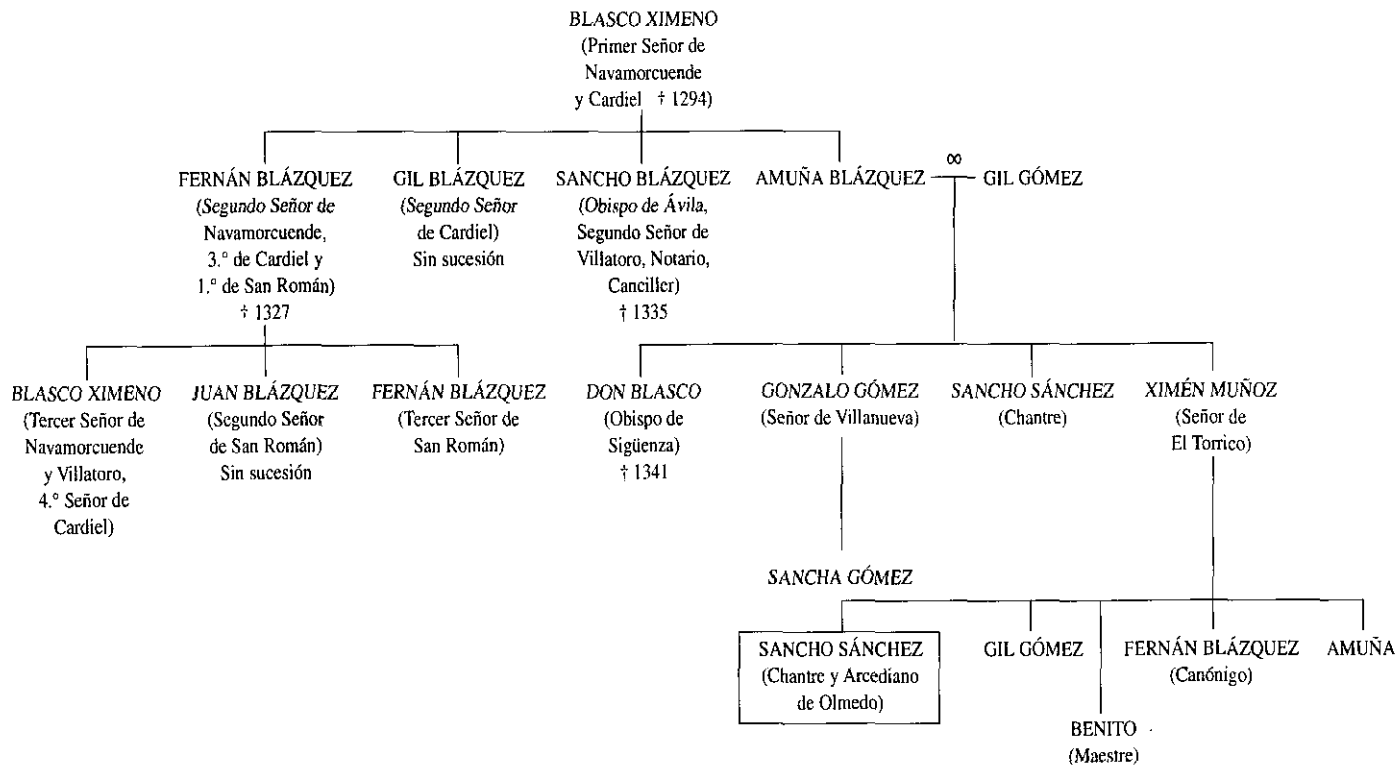 BLASCO XIMENO
(Primer Señor de
Navamorcuende
y Cardiel † 1294)
FERNÁN BLÁZQUEZ
(Segundo Señor de
Navamorcuende,
3.° de Cardiel y
1.° de San Román)
† 1327
GIL BLÁZQUEZ
(Segundo Señor
de Cardiel)
Sin sucesión
SANCHO BLÁZQUEZ
(Obispo de Ávila,
Segundo Señor de
Villatoro, Notario,
Canciller)
† 1335
AMUÑA BLÁZQUEZ
∞
GIL GÓMEZ
BLASCO XIMENO
(Tercer Señor de
Navamorcuende
y Villatoro,
4.° Señor de
Cardiel)
JUAN BLÁZQUEZ
(Segundo Señor
de San Román)
Sin sucesión
FERNÁN BLÁZQUEZ
(Tercer Señor de
San Román)
DON BLASCO
(Obispo de
Sigüenza)
† 1341
GONZALO GÓMEZ
(Señor de Villanueva)
SANCHO SÁNCHEZ
(Chantre)
XIMÉN MUÑOZ
(Señor de
El Torrico)
SANCHA GÓMEZ
SANCHO SÁNCHEZ
(Chantre y Arcediano
de Olmedo)
GIL GÓMEZ
BENITO
(Maestre)
FERNÁN BLÁZQUEZ
(Canónigo)
AMUÑA